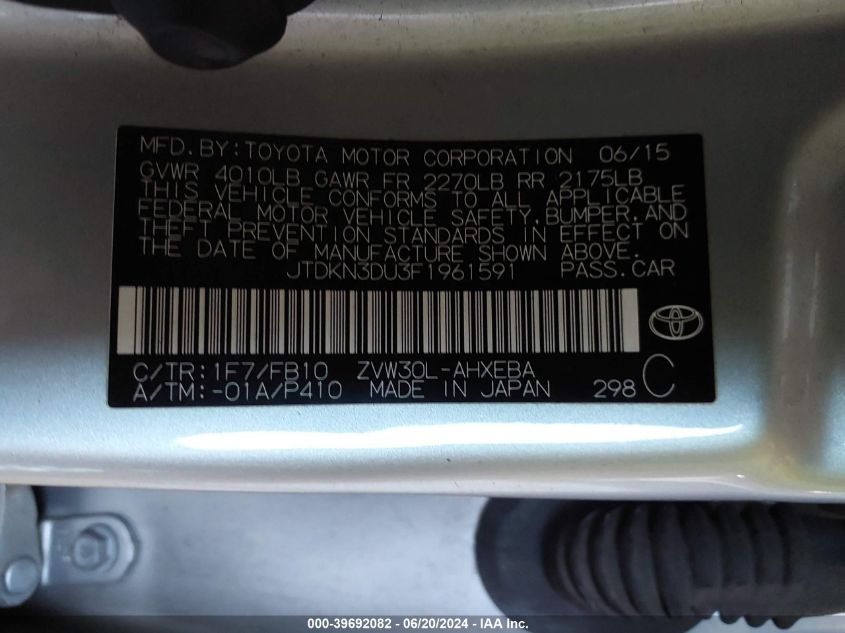 MFD. BY: TOYOTA MOTOR CORPORATION 06/15
GVWR 4010LB GAWR FR 2270LB RR 2175LB
THIS VEHICLE CONFORMS TO ALL APPLICABLE
FEDERAL MOTOR VEHICLE SAFETY, BUMPER, AND
THEFT PREVENTION STANDARDS IN EFFECT ON
THE DATE OF MANUFACTURE SHOWN ABOVE.
JTDKN3DU3F1961591 PASS. CAR
C/TR: 1F7/FB10 ZVW30L-AHXEBA
A/TM: -01A/P410 MADE IN JAPAN 298 C
000-39692082 - 06/20/2024 - IAA Inc.